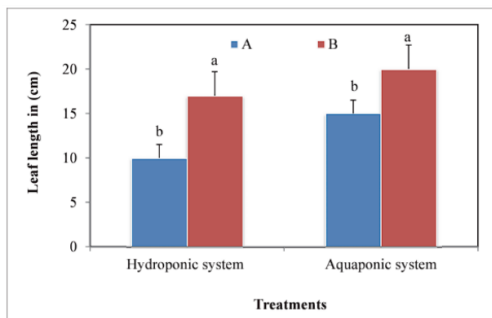 25
20
15
10
5
0
Leaf length in (cm)
A B
b a b a
Hydroponic system Aquaponic system
Treatments